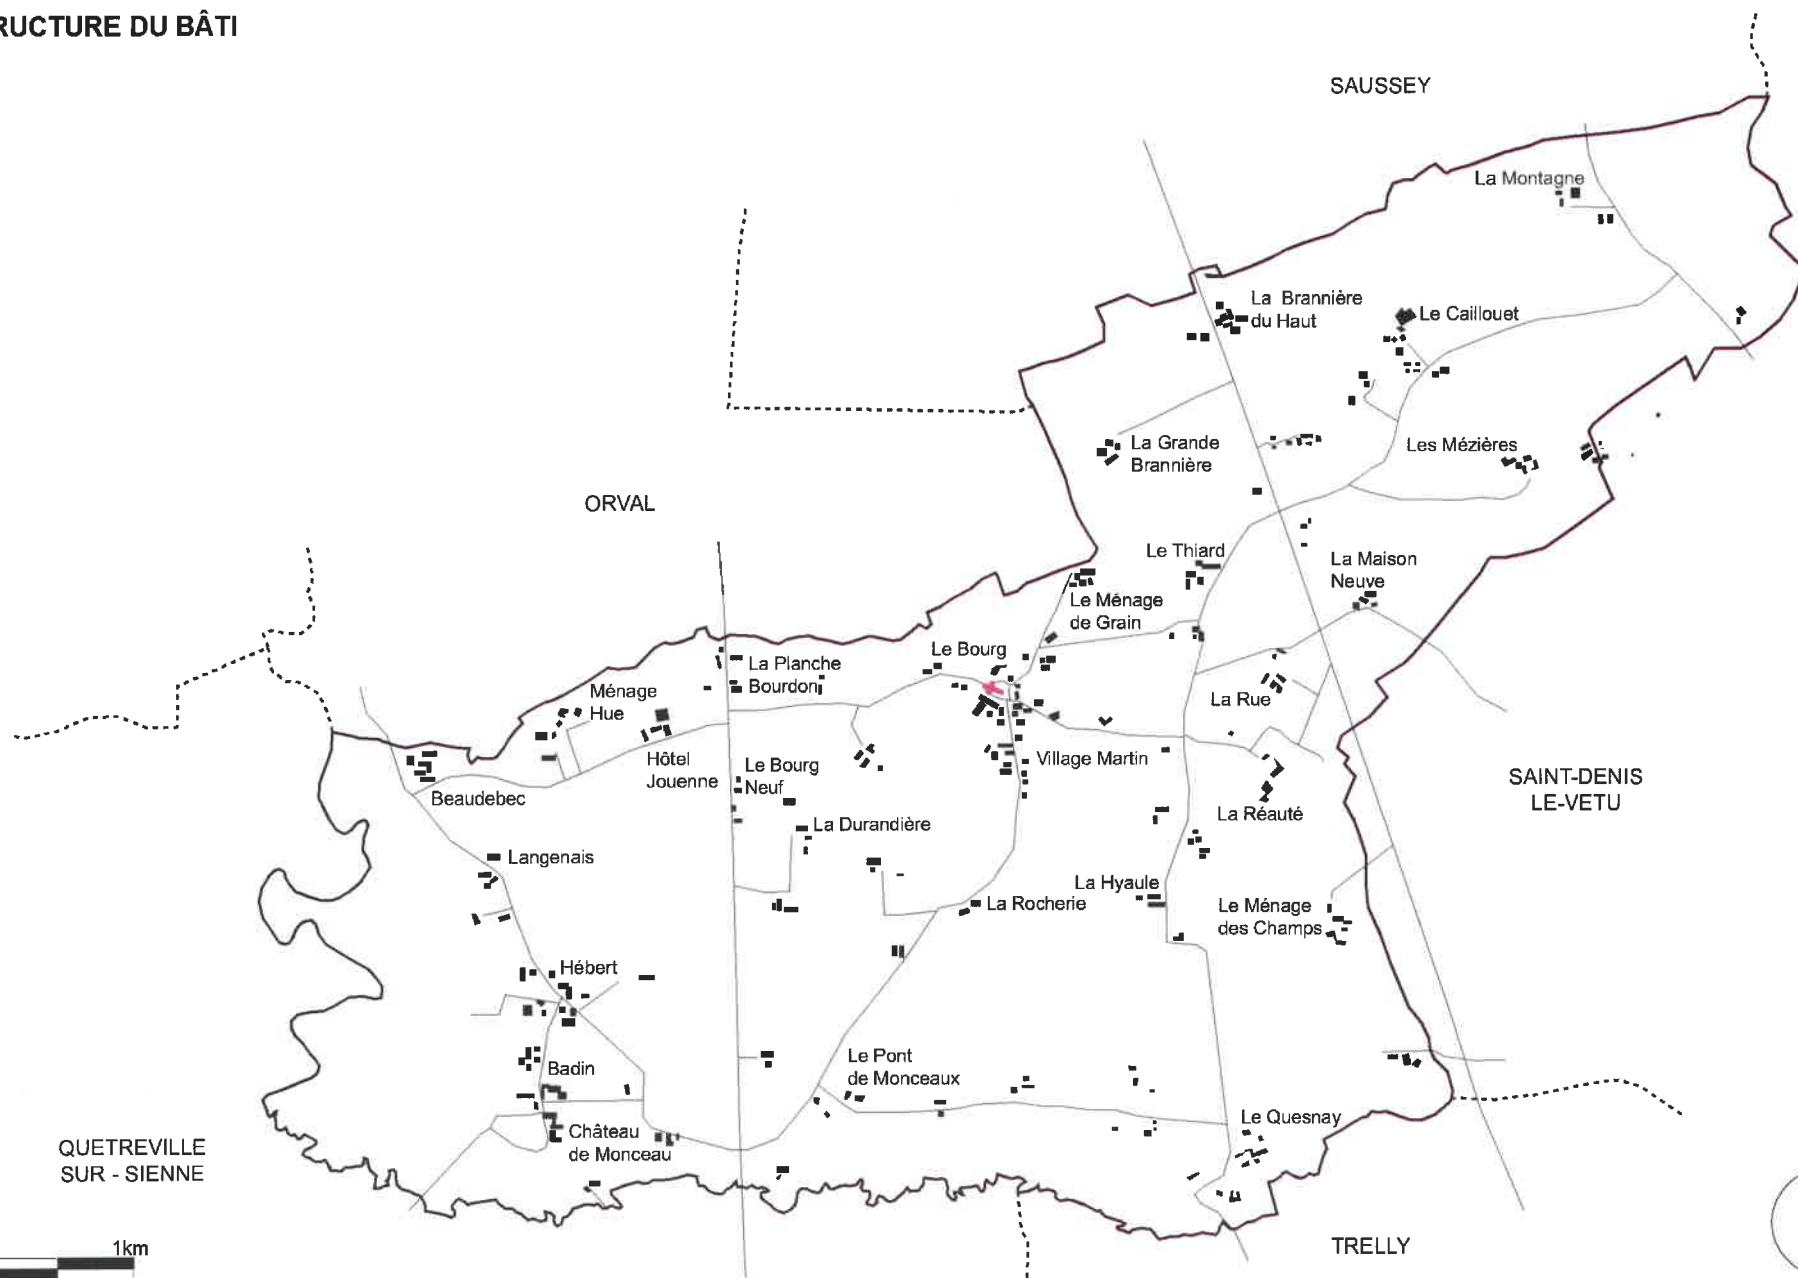 RUCTURE DU BÂTI
SAUSSEY
La Montagne
La Brannière
du Haut
Le Caillouet
La Grande
Brannière
Les Mézières
ORVAL
Le Thiard
La Maison
Neuve
Le Ménage
de Grain
Le Bourg
La Planche
Bourdon
Ménage
Hue
La Rue
Hôtel
Jouenne
Le Bourg
Neuf
Village Martin
Beaudebec
SAINT-DENIS
LE-VETU
La Réauté
La Durandière
Langenais
La Hyaule
La Rocherie
Le Ménage
des Champs
Hébert
Badin
Le Pont
de Monceaux
Château
de Monceau
Le Quesnay
QUETREVILLE
SUR - SIENNE
TRELLY
1km